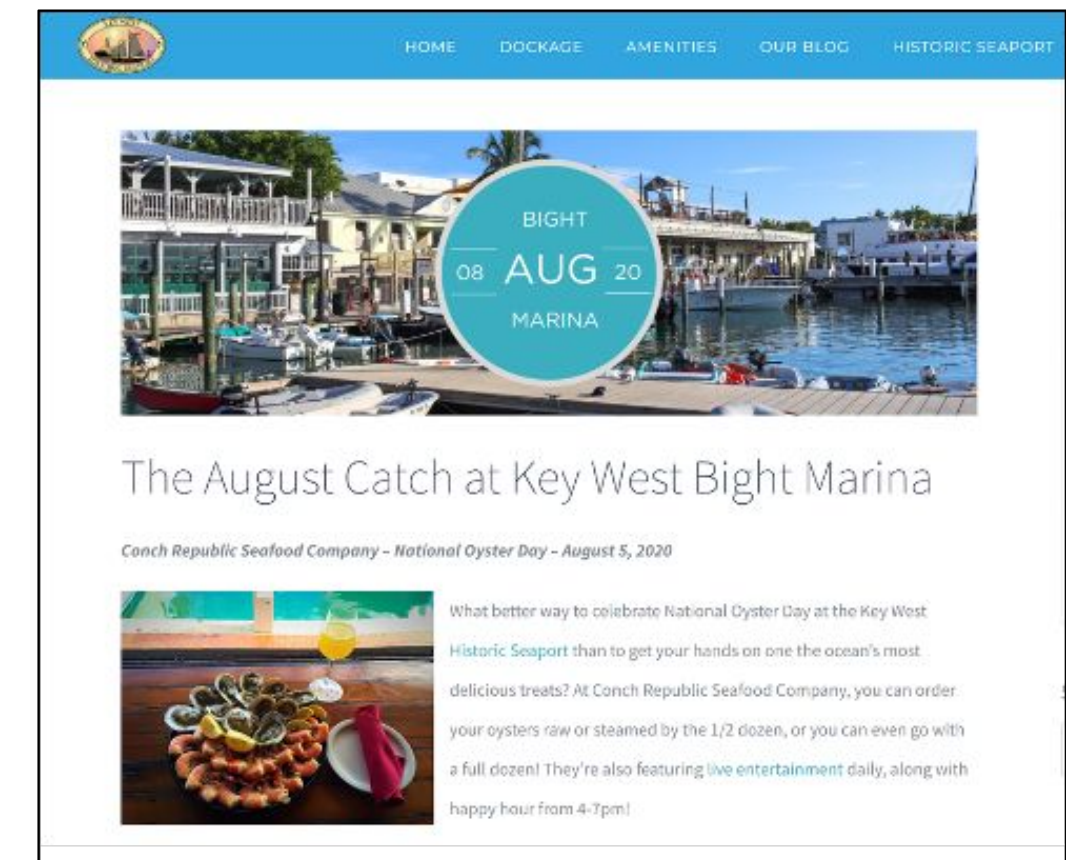 HOME DOCKAGE AMENITIES OUR BLOG HISTORIC SEAPORT
BIGHT
08 AUG 20
MARINA
The August Catch at Key West Bight Marina
Conch Republic Seafood Company – National Oyster Day – August 5, 2020
What better way to celebrate National Oyster Day at the Key West
Historic Seaport than to get your hands on one the ocean's most
delicious treats? At Conch Republic Seafood Company, you can order
your oysters raw or steamed by the 1/2 dozen, or you can even go with
a full dozen! They're also featuring live entertainment daily, along with
happy hour from 4-7pm!